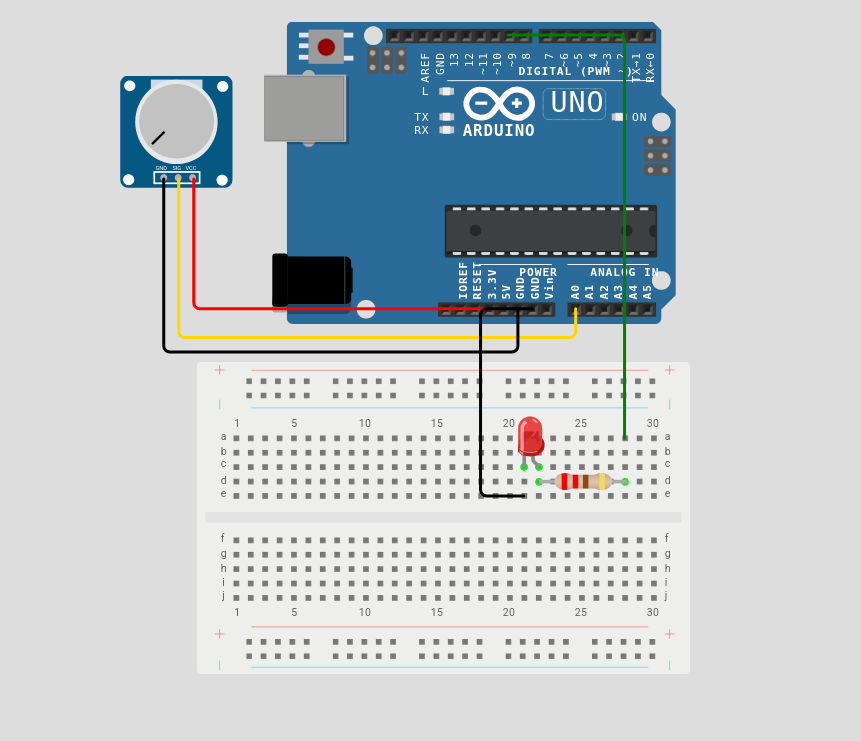 AREF
GND
13
12
~11
~10
~9
8
7
~6
~5
4
~3
2
TX→1
RX←0
DIGITAL (PWM ~)
L
TX
RX
UNO
ON
ARDUINO
GND SIG VCC
IOREF
RESET
3.3V
5V
GND
GND
Vin
POWER
ANALOG IN
A0
A1
A2
A3
A4
A5
+ +
| |
1 5 10 15 20 25 30
a a
b b
c c
d d
e e
f f
g g
h h
i i
j j
1 5 10 15 20 25 30
+ +
| |